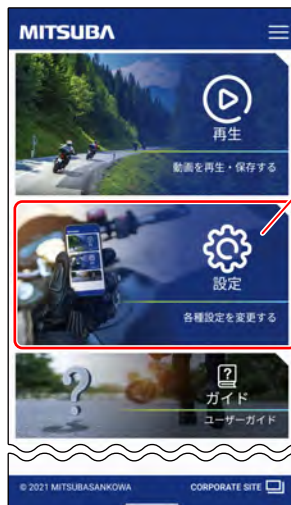 MITSUBA
再生
動画を再生・保存する
設定
各種設定を変更する
ガイド
ユーザーガイド
© 2021 MITSUBASANKOWA
CORPORATE SITE